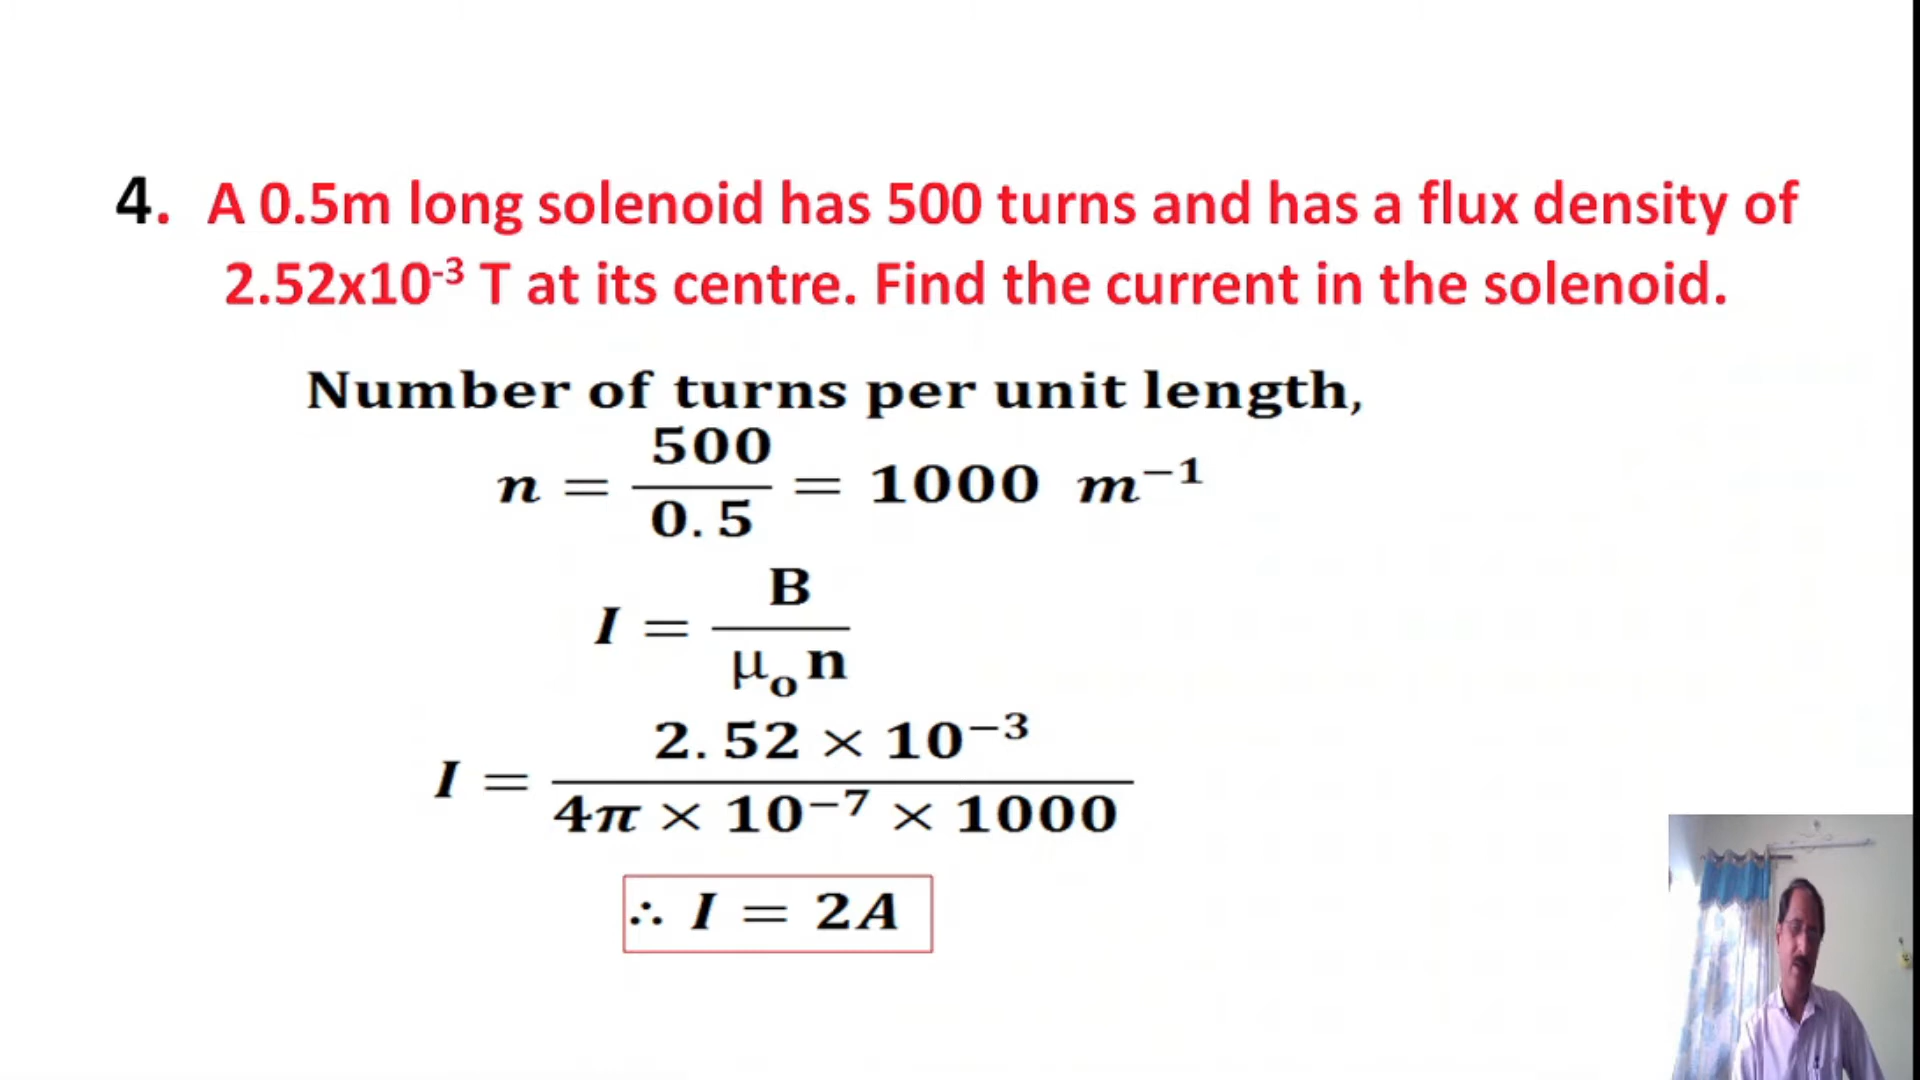 4. A 0.5m long solenoid has 500 turns and has a flux density of
2.52x10⁻³ T at its centre. Find the current in the solenoid.
Number of turns per unit length,
n = 500/0.5 = 1000 m⁻¹
I = B/μₒn
I = 2.52 × 10⁻³/4π × 10⁻⁷ × 1000
∴ I = 2A